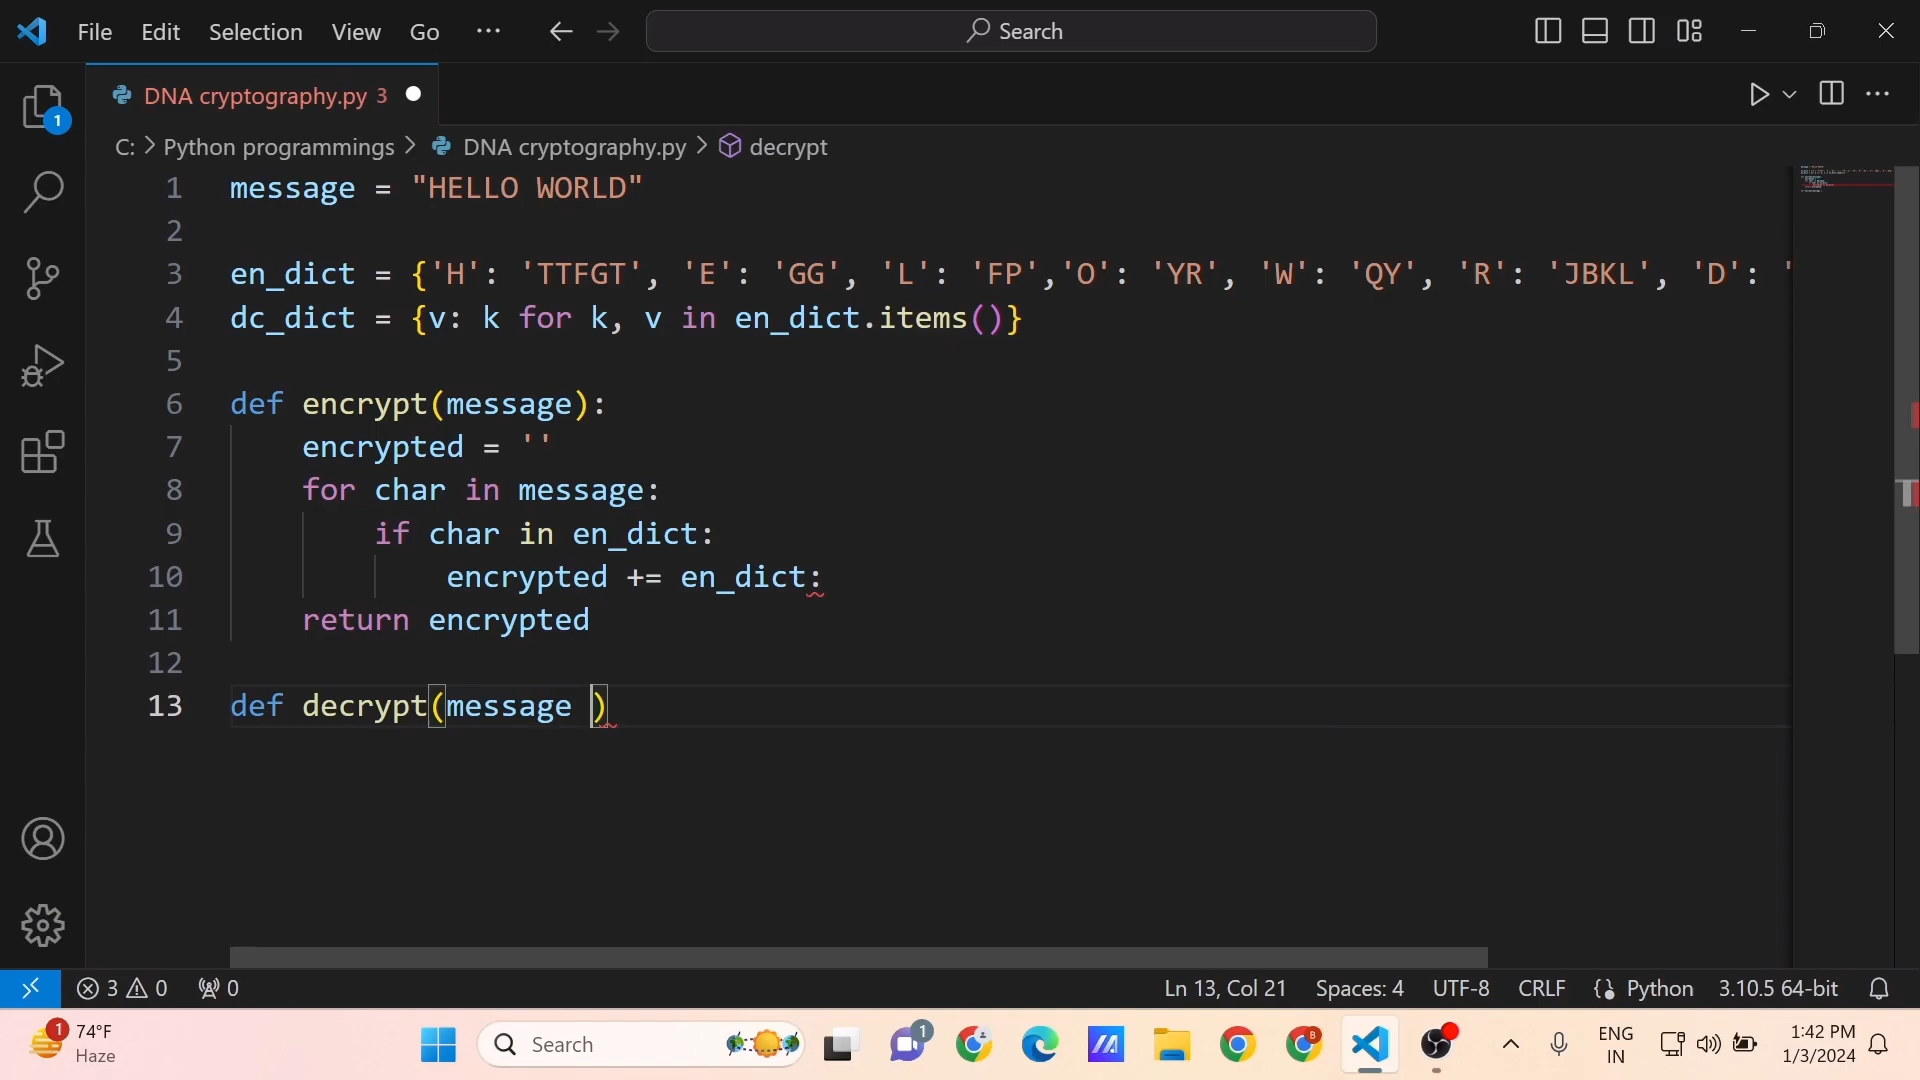 File Edit Selection View Go ··· Search
DNA cryptography.py 3
1
C: > Python programmings > DNA cryptography.py > decrypt
1 message = "HELLO WORLD"
2
3 en_dict = {'H': 'TTFGT', 'E': 'GG', 'L': 'FP','O': 'YR', 'W': 'QY', 'R': 'JBKL', 'D': '
4 dc_dict = {v: k for k, v in en_dict.items()}
5
6 def encrypt(message):
7 encrypted = ''
8 for char in message:
9 if char in en_dict:
10 encrypted += en_dict:
11 return encrypted
12
13 def decrypt(message )
3 0 0 Ln 13, Col 21 Spaces: 4 UTF-8 CRLF Python 3.10.5 64-bit
1 74°F
Haze
Search
1
B
ENG
IN
1:42 PM
1/3/2024